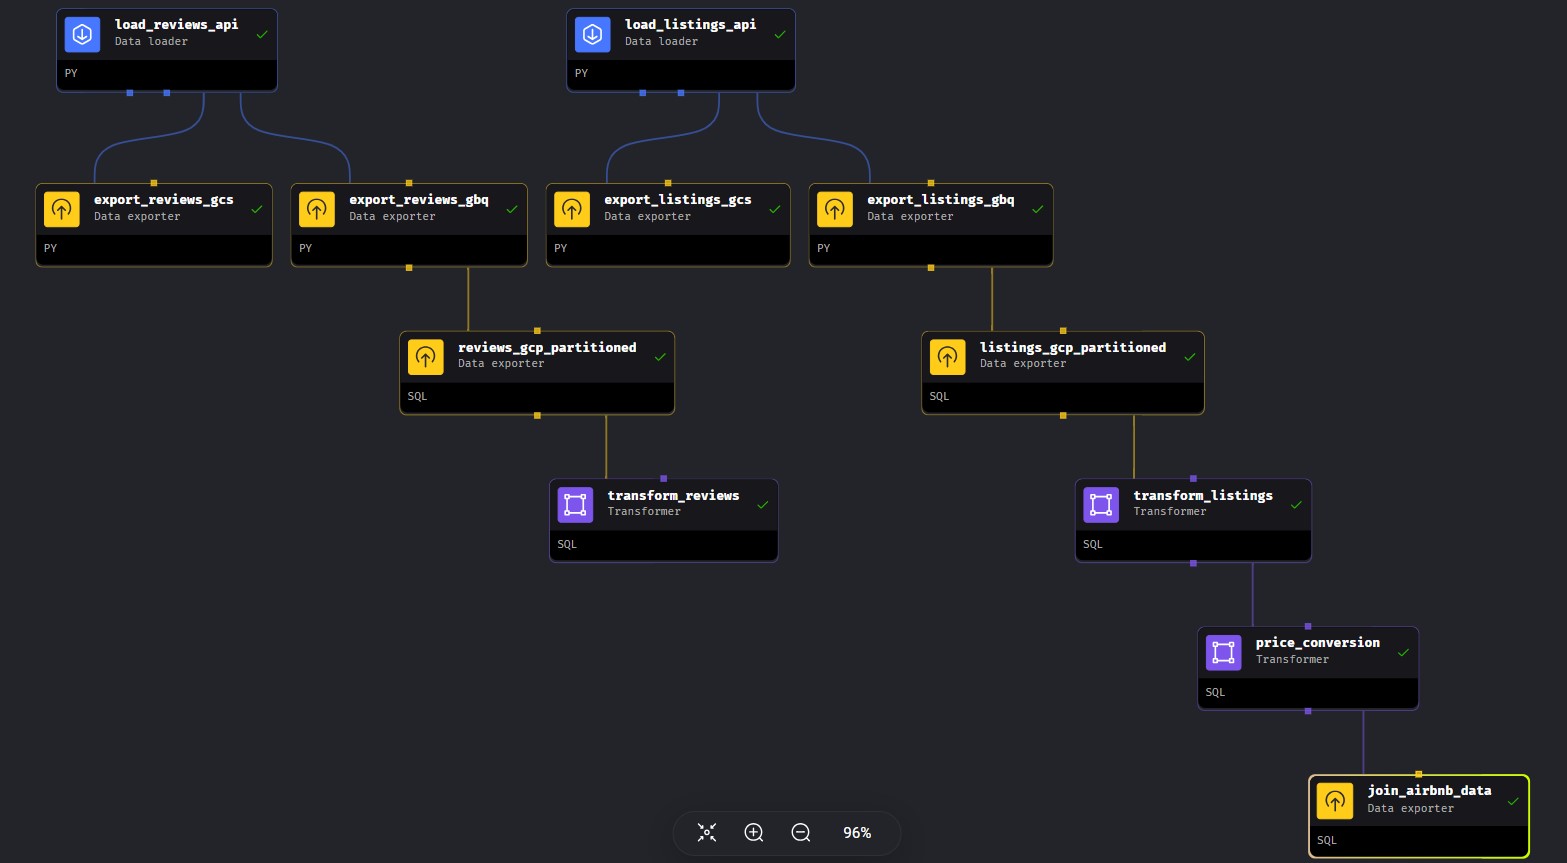 load_reviews_api
Data loader
PY
load_listings_api
Data loader
PY
export_reviews_gcs
Data exporter
PY
export_reviews_gbq
Data exporter
PY
export_listings_gcs
Data exporter
PY
export_listings_gbq
Data exporter
PY
reviews_gcp_partitioned
Data exporter
SQL
listings_gcp_partitioned
Data exporter
SQL
transform_reviews
Transformer
SQL
transform_listings
Transformer
SQL
price_conversion
Transformer
SQL
join_airbnb_data
Data exporter
SQL
96%